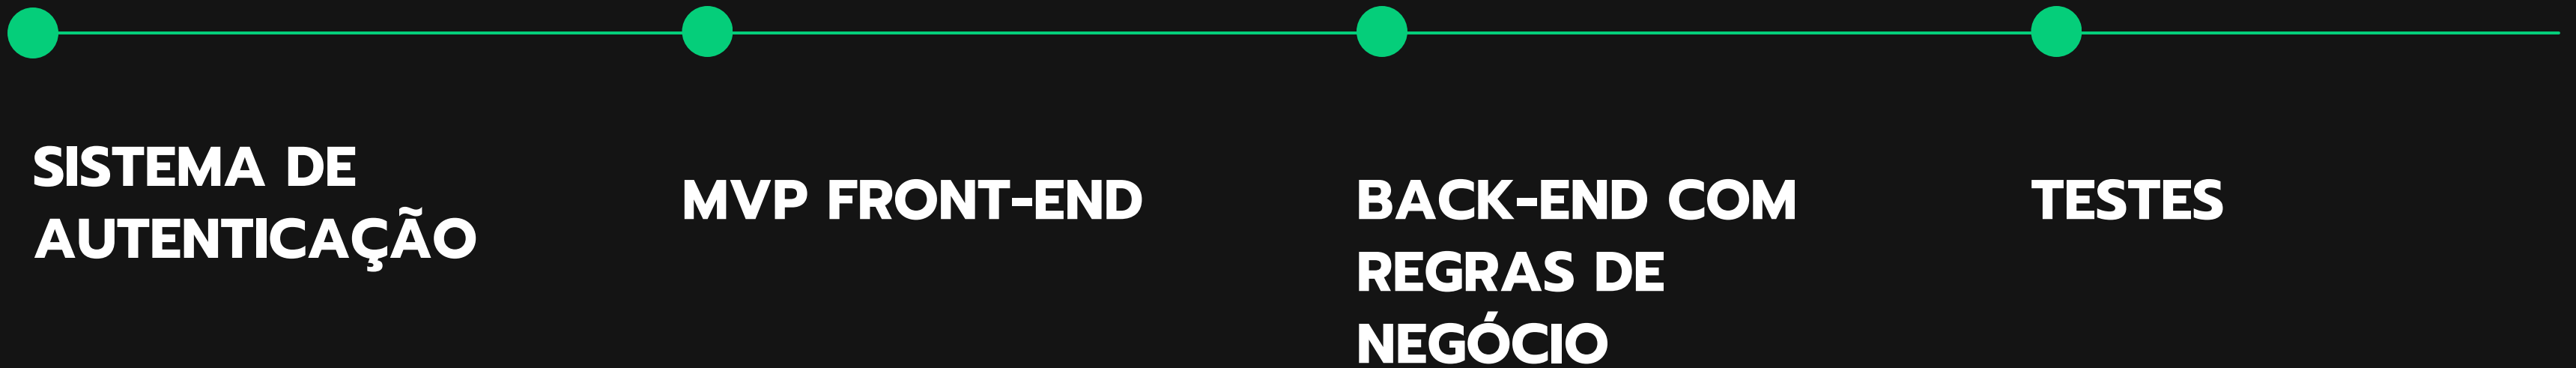 SISTEMA DE
AUTENTICAÇÃO
MVP FRONT-END
BACK-END COM
REGRAS DE
NEGÓCIO
TESTES